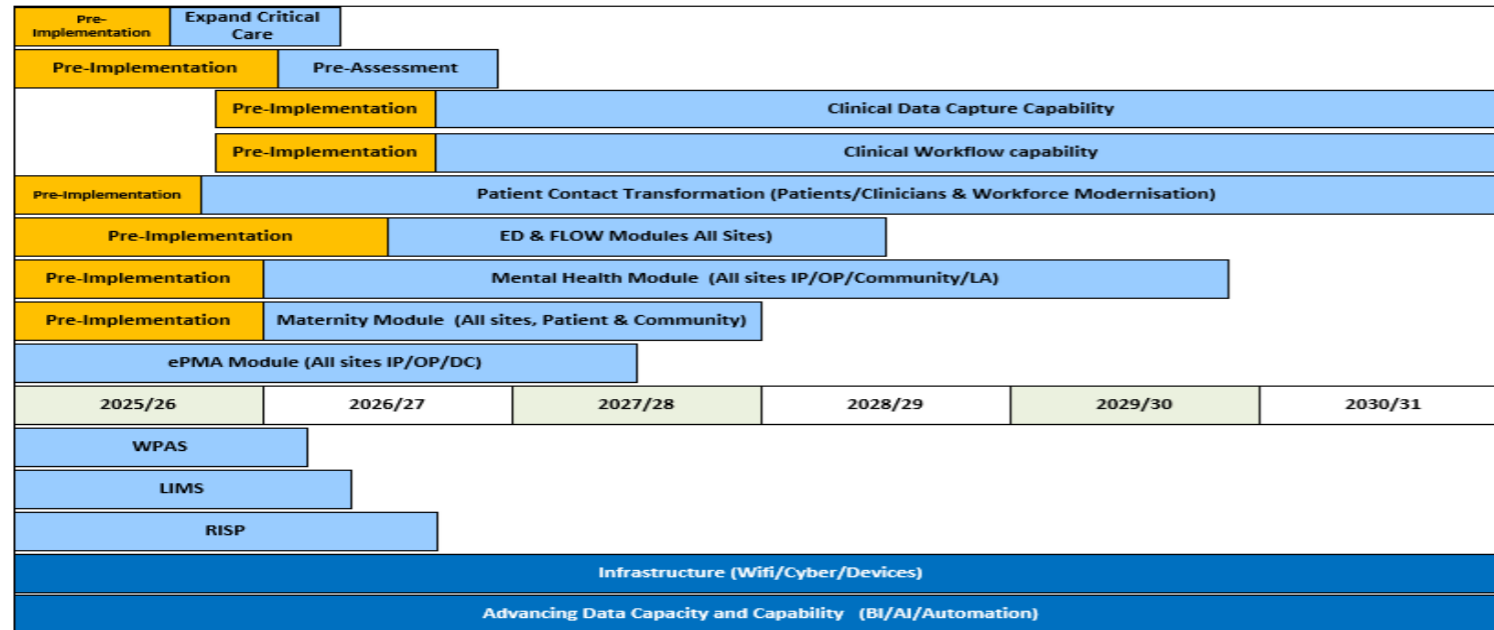 Pre-
Implementation
Expand Critical
Care
Pre-Implementation
Pre-Assessment
Pre-Implementation
Clinical Data Capture Capability
Pre-Implementation
Clinical Workflow capability
Pre-Implementation
Patient Contact Transformation (Patients/Clinicians & Workforce Modernisation)
Pre-Implementation
ED & FLOW Modules All Sites)
Pre-Implementation
Mental Health Module (All sites IP/OP/Community/LA)
Pre-Implementation
Maternity Module (All sites, Patient & Community)
ePMA Module (All sites IP/OP/DC)
2025/26
2026/27
2027/28
2028/29
2029/30
2030/31
WPAS
LIMS
RISP
Infrastructure (Wifi/Cyber/Devices)
Advancing Data Capacity and Capability (BI/AI/Automation)